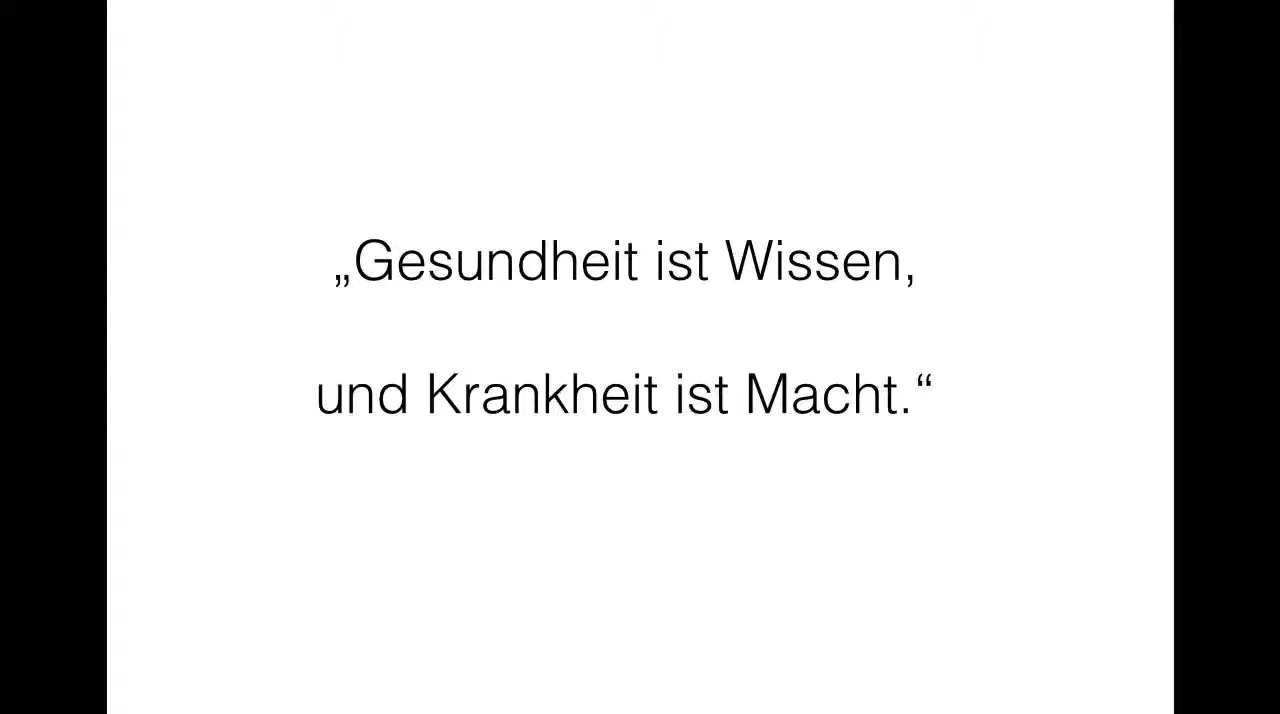 „Gesundheit ist Wissen,
und Krankheit ist Macht.“